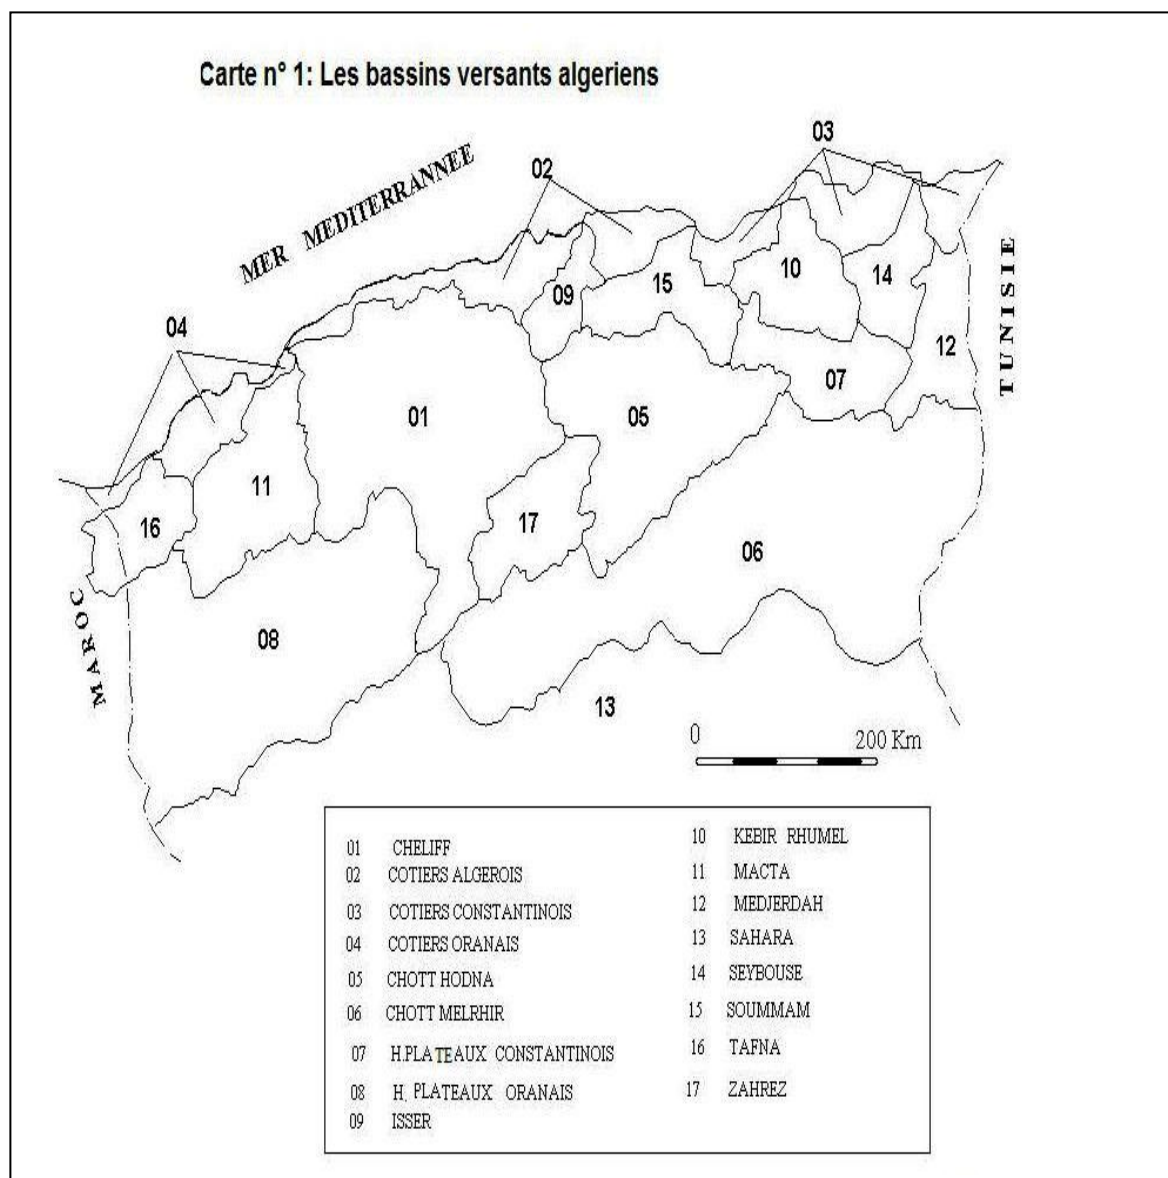 Carte n° 1: Les bassins versants algeriens
MER MEDITERRANNEE
03
02
10
14
15
09
TUNISIE
04
12
07
01
05
11
17
16
06
MAROC
08
13
0
200 Km
01 CHELIFF
02 COTIERS ALGEROIS
03 COTIERS CONSTANTINOIS
04 COTIERS ORANAIS
05 CHOTT HODNA
06 CHOTT MELRHIR
07 H.PLATEAUX CONSTANTINOIS
08 H. PLATEAUX ORANAIS
09 ISSER
10 KEBIR RHUMEL
11 MACTA
12 MEDJERDAH
13 SAHARA
14 SEYBOUSE
15 SOUMMAM
16 TAFNA
17 ZAHREZ